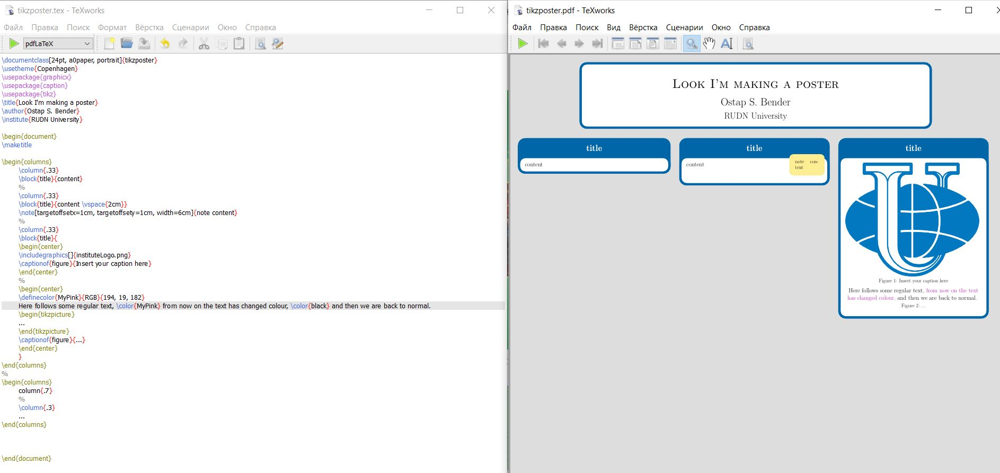 tikzposter.tex - TeXworks
Файл Правка Поиск Формат Вёрстка Сценарии Окно Справка
pdfLaTeX
\documentclass[24pt, a0paper, portrait]{tikzposter}
\usetheme{Copenhagen}
\usepackage{graphicx}
\usepackage{caption}
\usepackage{tikz}
\title{Look I'm making a poster}
\author{Ostap S. Bender}
\institute{RUDN University}
\begin{document}
\maketitle
\begin{columns}
\column{.33}
\block{title}{content}
%
\column{.33}
\block{title}{content \vspace{2cm}}
\note[targetoffsetx=1cm, targetoffsety=1cm, width=6cm]{note content}
%
\column{.33}
\block{title}{
\begin{center}
\includegraphics[]{instituteLogo.png}
\captionof{figure}{Insert your caption here}
\end{center}
%
\begin{center}
\definecolor{MyPink}{RGB}{194, 19, 182}
Here follows some regular text, \color{MyPink} from now on the text has changed colour, \color{black} and then we are back to normal.
\begin{tikzpicture}
...
\end{tikzpicture}
\captionof{figure}{...}
\end{center}
}
\end{columns}
%
\begin{columns}
column{.7}
%
\column{.3}
...
\end{columns}
\end{document}
tikzposter.pdf - TeXworks
Файл Правка Поиск Вид Вёрстка Сценарии Окно Справка
Look I'm making a poster
Ostap S. Bender
RUDN University
title
content
title
content
note con-
tent
title
Figure 1: Insert your caption here
Here follows some regular text, from now on the text
has changed colour, and then we are back to normal.
Figure 2: ...